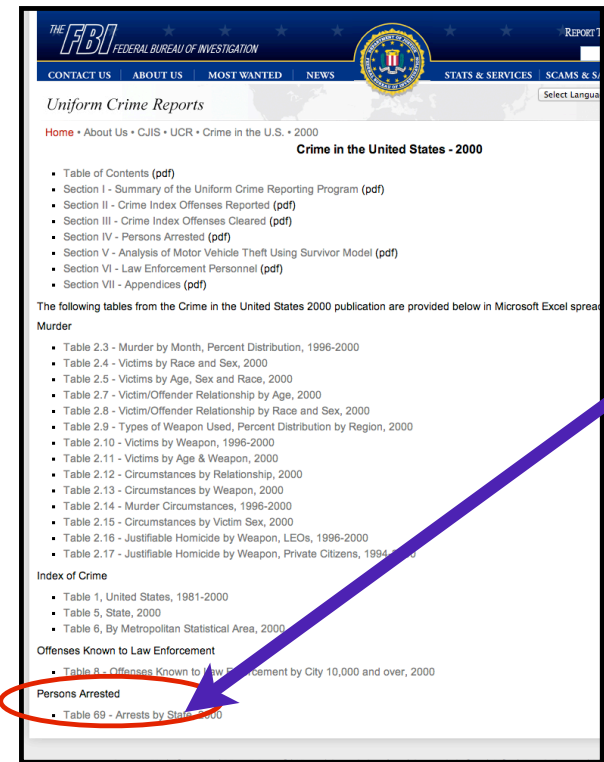 THE FBI FEDERAL BUREAU OF INVESTIGATION
REPORT
CONTACT US ABOUT US MOST WANTED NEWS STATS & SERVICES SCAMS &
Uniform Crime Reports
Select Langua
Home • About Us • CJIS • UCR • Crime in the U.S. • 2000
Crime in the United States - 2000
Table of Contents (pdf)
Section I - Summary of the Uniform Crime Reporting Program (pdf)
Section II - Crime Index Offenses Reported (pdf)
Section III - Crime Index Offenses Cleared (pdf)
Section IV - Persons Arrested (pdf)
Section V - Analysis of Motor Vehicle Theft Using Survivor Model (pdf)
Section VI - Law Enforcement Personnel (pdf)
Section VII - Appendices (pdf)
The following tables from the Crime in the United States 2000 publication are provided below in Microsoft Excel sprea
Murder
Table 2.3 - Murder by Month, Percent Distribution, 1996-2000
Table 2.4 - Victims by Race and Sex, 2000
Table 2.5 - Victims by Age, Sex and Race, 2000
Table 2.7 - Victim/Offender Relationship by Age, 2000
Table 2.8 - Victim/Offender Relationship by Race and Sex, 2000
Table 2.9 - Types of Weapon Used, Percent Distribution by Region, 2000
Table 2.10 - Victims by Weapon, 1996-2000
Table 2.11 - Victims by Age & Weapon, 2000
Table 2.12 - Circumstances by Relationship, 2000
Table 2.13 - Circumstances by Weapon, 2000
Table 2.14 - Murder Circumstances, 1996-2000
Table 2.15 - Circumstances by Victim Sex, 2000
Table 2.16 - Justifiable Homicide by Weapon, LEOs, 1996-2000
Table 2.17 - Justifiable Homicide by Weapon, Private Citizens, 1994-2000
Index of Crime
Table 1, United States, 1981-2000
Table 5, State, 2000
Table 6, By Metropolitan Statistical Area, 2000
Offenses Known to Law Enforcement
Table 8 - Offenses Known to Law Enforcement by City 10,000 and over, 2000
Persons Arrested
Table 69 - Arrests by State, 2000